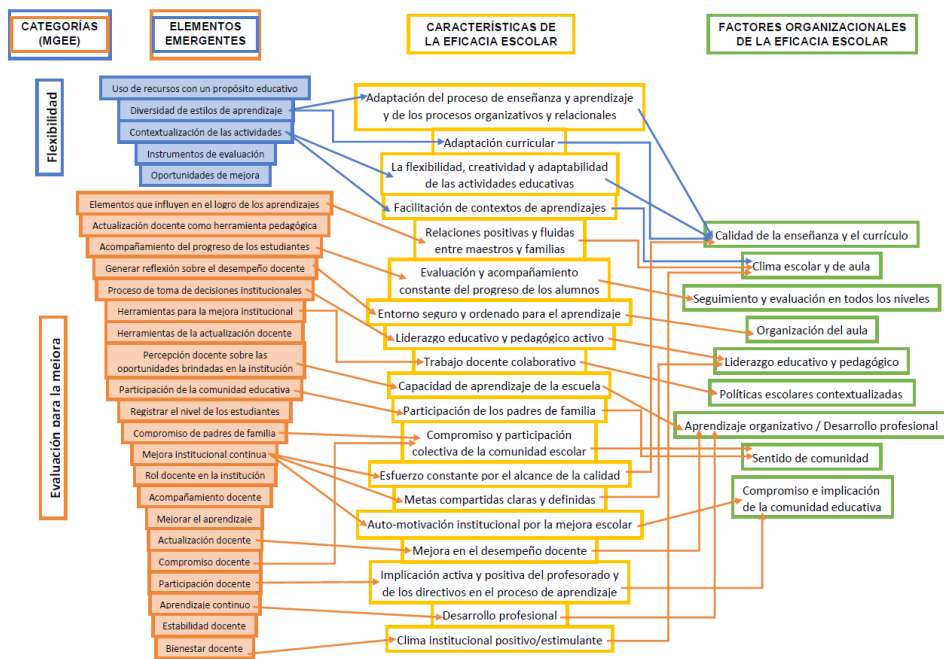 CATEGORÍAS
(MGEE)
ELEMENTOS
EMERGENTES
CARACTERÍSTICAS DE
LA EFICACIA ESCOLAR
FACTORES ORGANIZACIONALES
DE LA EFICACIA ESCOLAR
Flexibilidad
Uso de recursos con un propósito educativo
Diversidad de estilos de aprendizaje
Contextualización de las actividades
Instrumentos de evaluación
Oportunidades de mejora
Evaluación para la mejora
Elementos que influyen en el logro de los aprendizajes
Actualización docente como herramienta pedagógica
Acompañamiento del progreso de los estudiantes
Generar reflexión sobre el desempeño docente
Proceso de toma de decisiones institucionales
Herramientas para la mejora institucional
Herramientas de la actualización docente
Percepción docente sobre las
oportunidades brindadas en la institución
Participación de la comunidad educativa
Registrar el nivel de los estudiantes
Compromiso de padres de familia
Mejora institucional continua
Rol docente en la institución
Acompañamiento docente
Mejorar el aprendizaje
Actualización docente
Compromiso docente
Participación docente
Aprendizaje continuo
Estabilidad docente
Bienestar docente
Adaptación del proceso de enseñanza y aprendizaje
y de los procesos organizativos y relacionales
Adaptación curricular
La flexibilidad, creatividad y adaptabilidad
de las actividades educativas
Facilitación de contextos de aprendizajes
Relaciones positivas y fluidas
entre maestros y familias
Evaluación y acompañamiento
constante del progreso de los alumnos
Entorno seguro y ordenado para el aprendizaje
Liderazgo educativo y pedagógico activo
Trabajo docente colaborativo
Capacidad de aprendizaje de la escuela
Participación de los padres de familia
Compromiso y participación
colectiva de la comunidad escolar
Esfuerzo constante por el alcance de la calidad
Metas compartidas claras y definidas
Auto-motivación institucional por la mejora escolar
Mejora en el desempeño docente
Implicación activa y positiva del profesorado y
de los directivos en el proceso de aprendizaje
Desarrollo profesional
Clima institucional positivo/estimulante
Calidad de la enseñanza y el currículo
Clima escolar y de aula
Seguimiento y evaluación en todos los niveles
Organización del aula
Liderazgo educativo y pedagógico
Políticas escolares contextualizadas
Aprendizaje organizativo / Desarrollo profesional
Sentido de comunidad
Compromiso e implicación
de la comunidad educativa